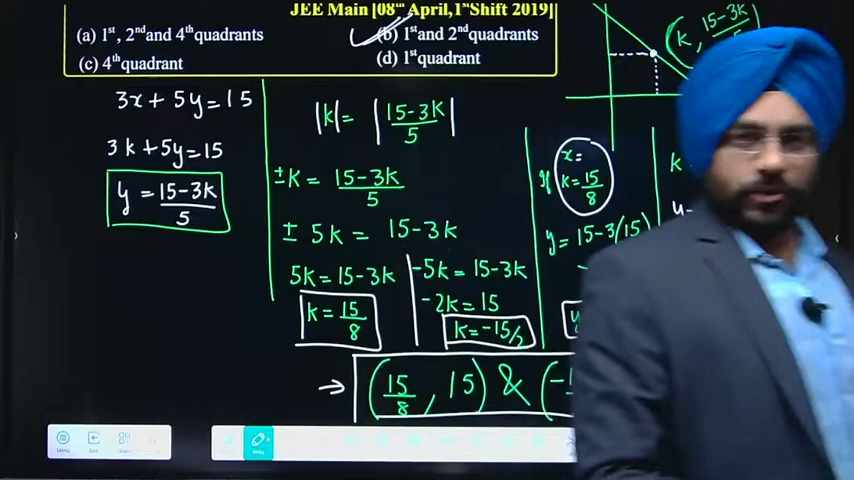 JEE Main [08th April, 1st Shift 2019]
(a) 1st, 2nd and 4th quadrants
(b) 1st and 2nd quadrants
(c) 4th quadrant
(d) 1st quadrant
3x + 5y = 15
3k + 5y = 15
y = 15-3k/5
|k| = |15-3k/5|
±k = 15-3k/5
± 5k = 15-3k
5k = 15-3k
k = 15/8
-5k = 15-3k
-2k = 15
k = -15/2
If x = k = 15/8
y = 15-3(15)
(k, 15-3k/5)
k
→ (15/8, 15) & (-1